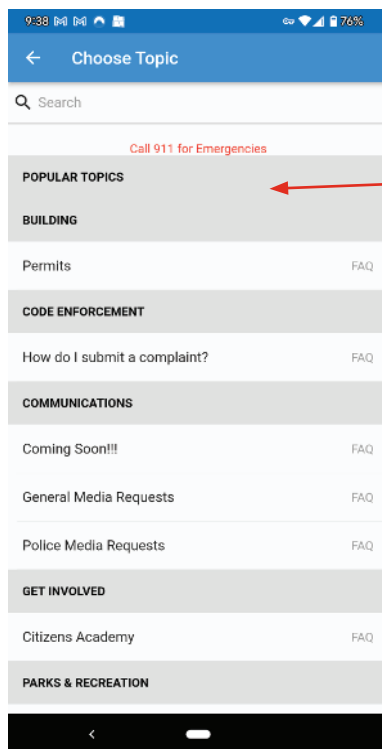 9:38 76%
Choose Topic
Search
Call 911 for Emergencies
POPULAR TOPICS
BUILDING
Permits FAQ
CODE ENFORCEMENT
How do I submit a complaint? FAQ
COMMUNICATIONS
Coming Soon!!! FAQ
General Media Requests FAQ
Police Media Requests FAQ
GET INVOLVED
Citizens Academy FAQ
PARKS & RECREATION